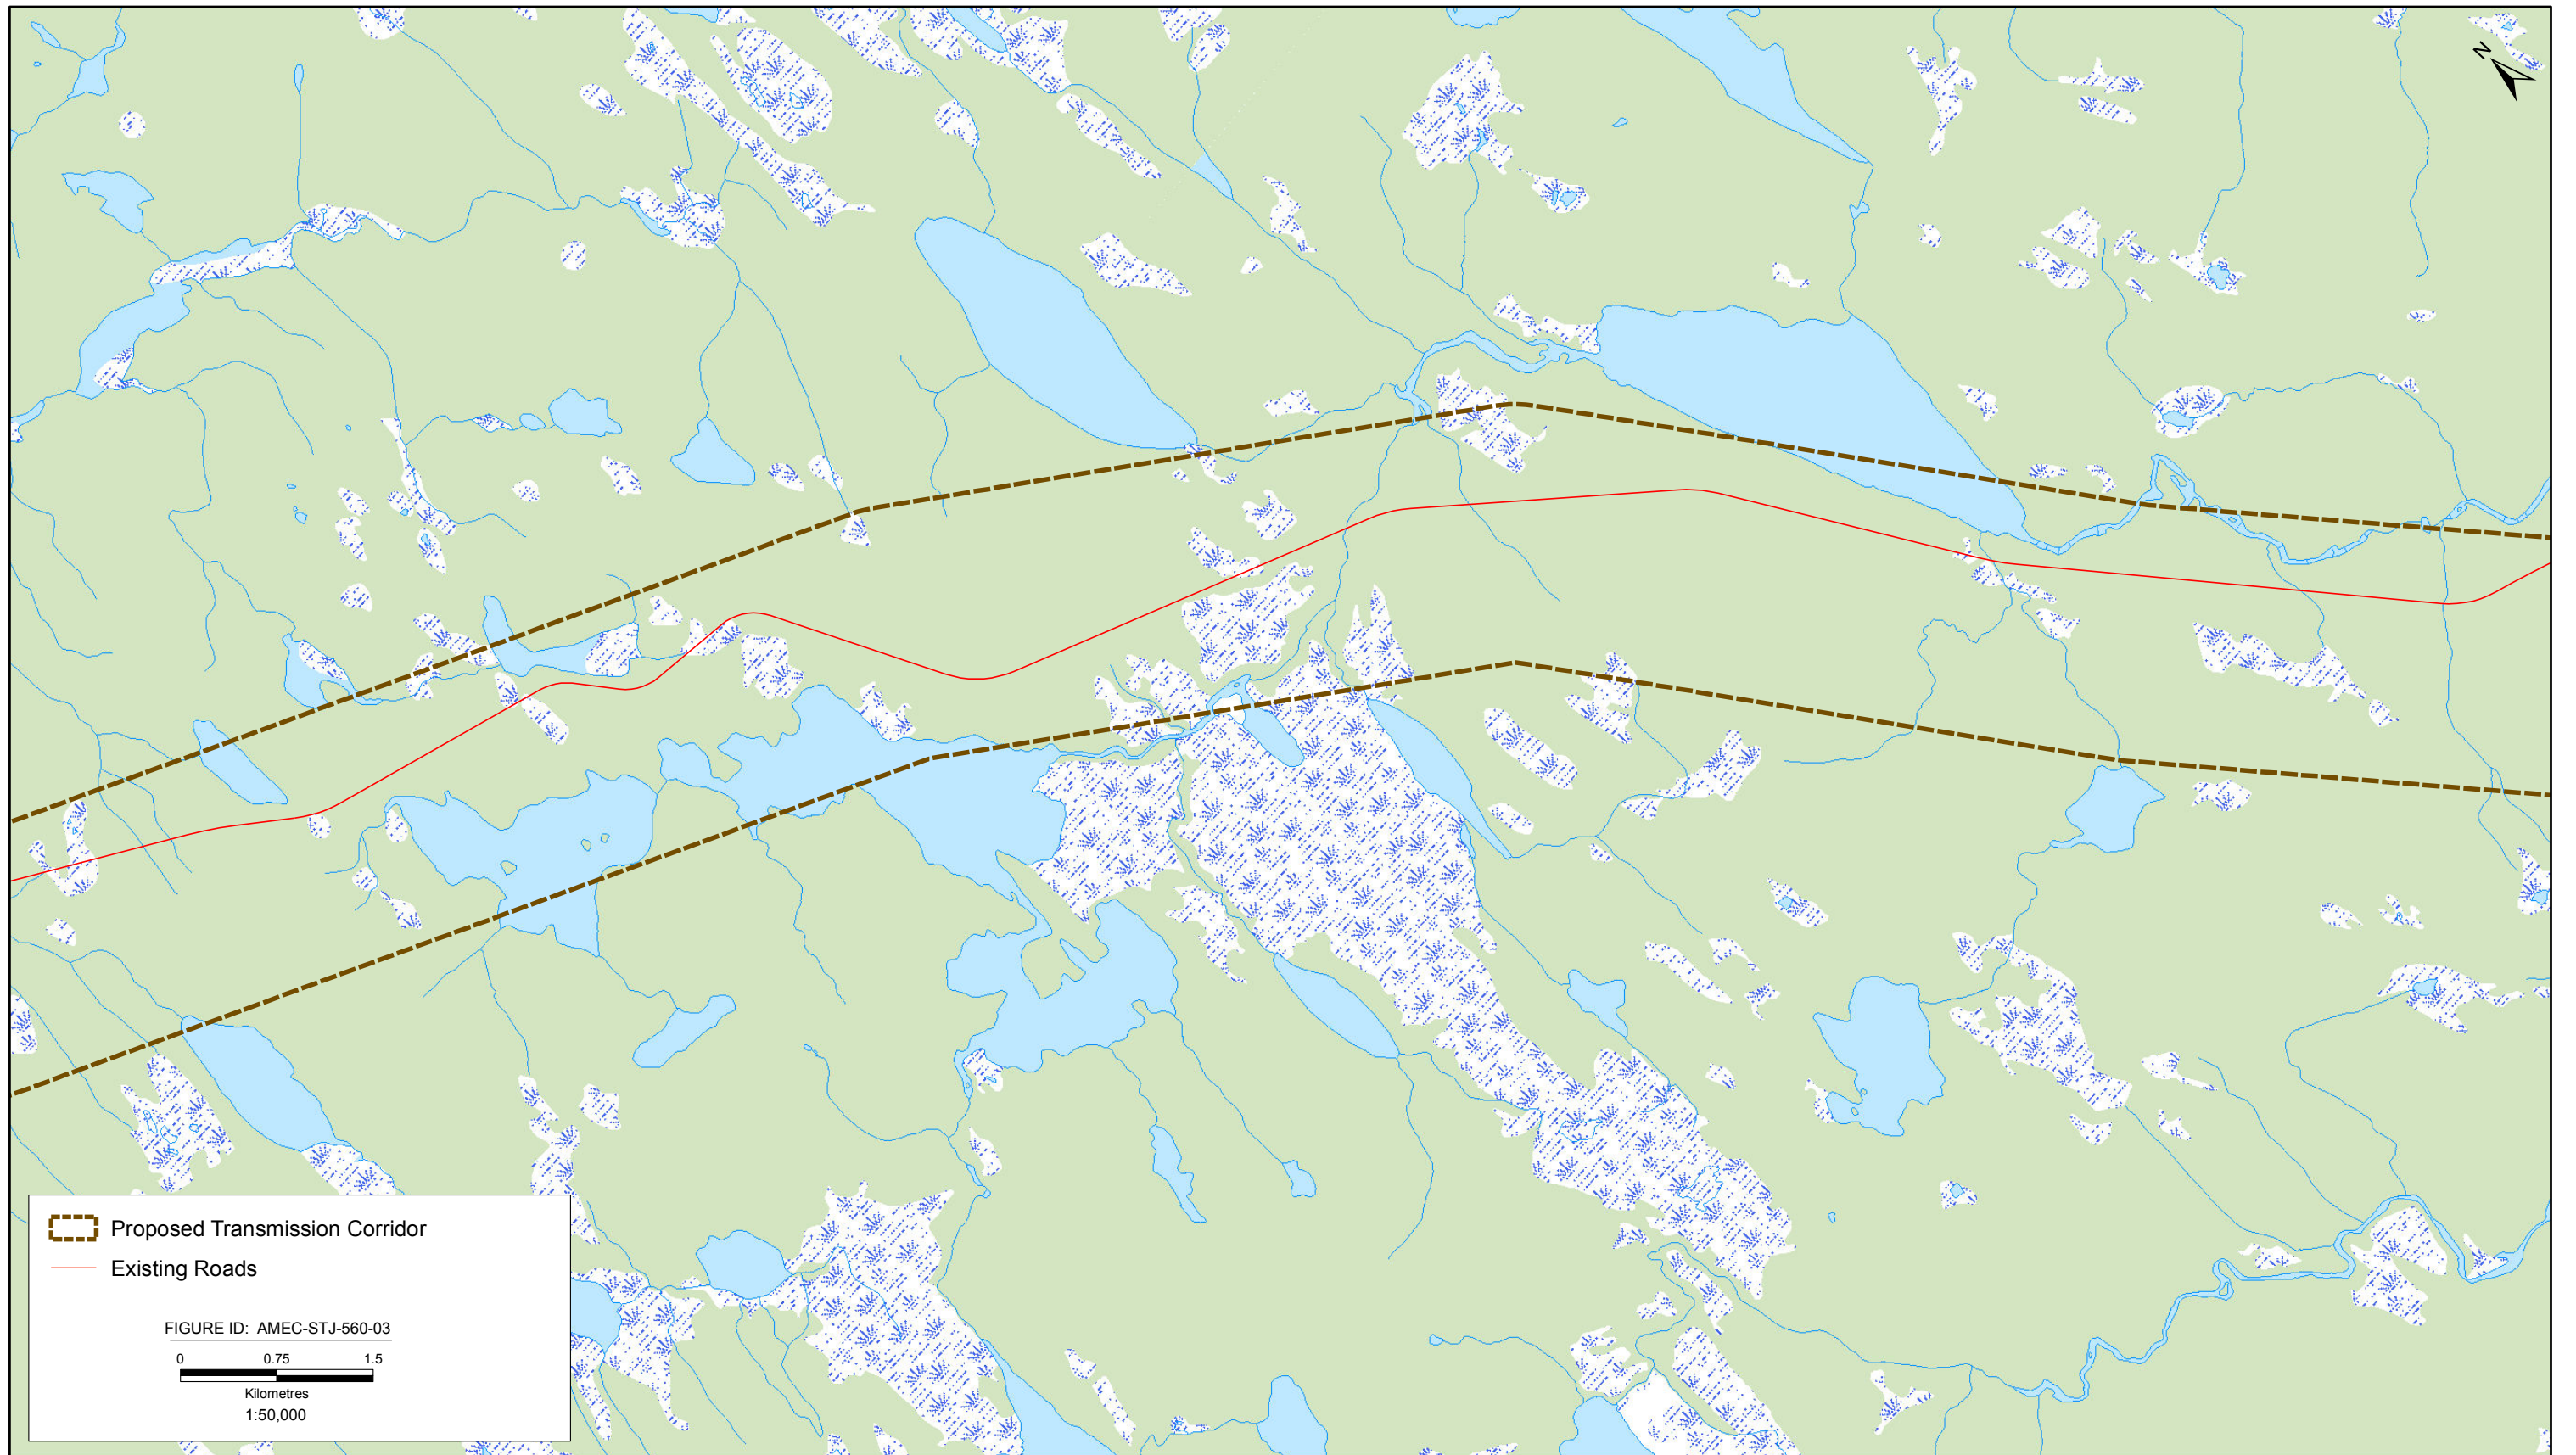 N
Proposed Transmission Corridor
Existing Roads
FIGURE ID: AMEC-STJ-560-03
0 0.75 1.5
Kilometres
1:50,000